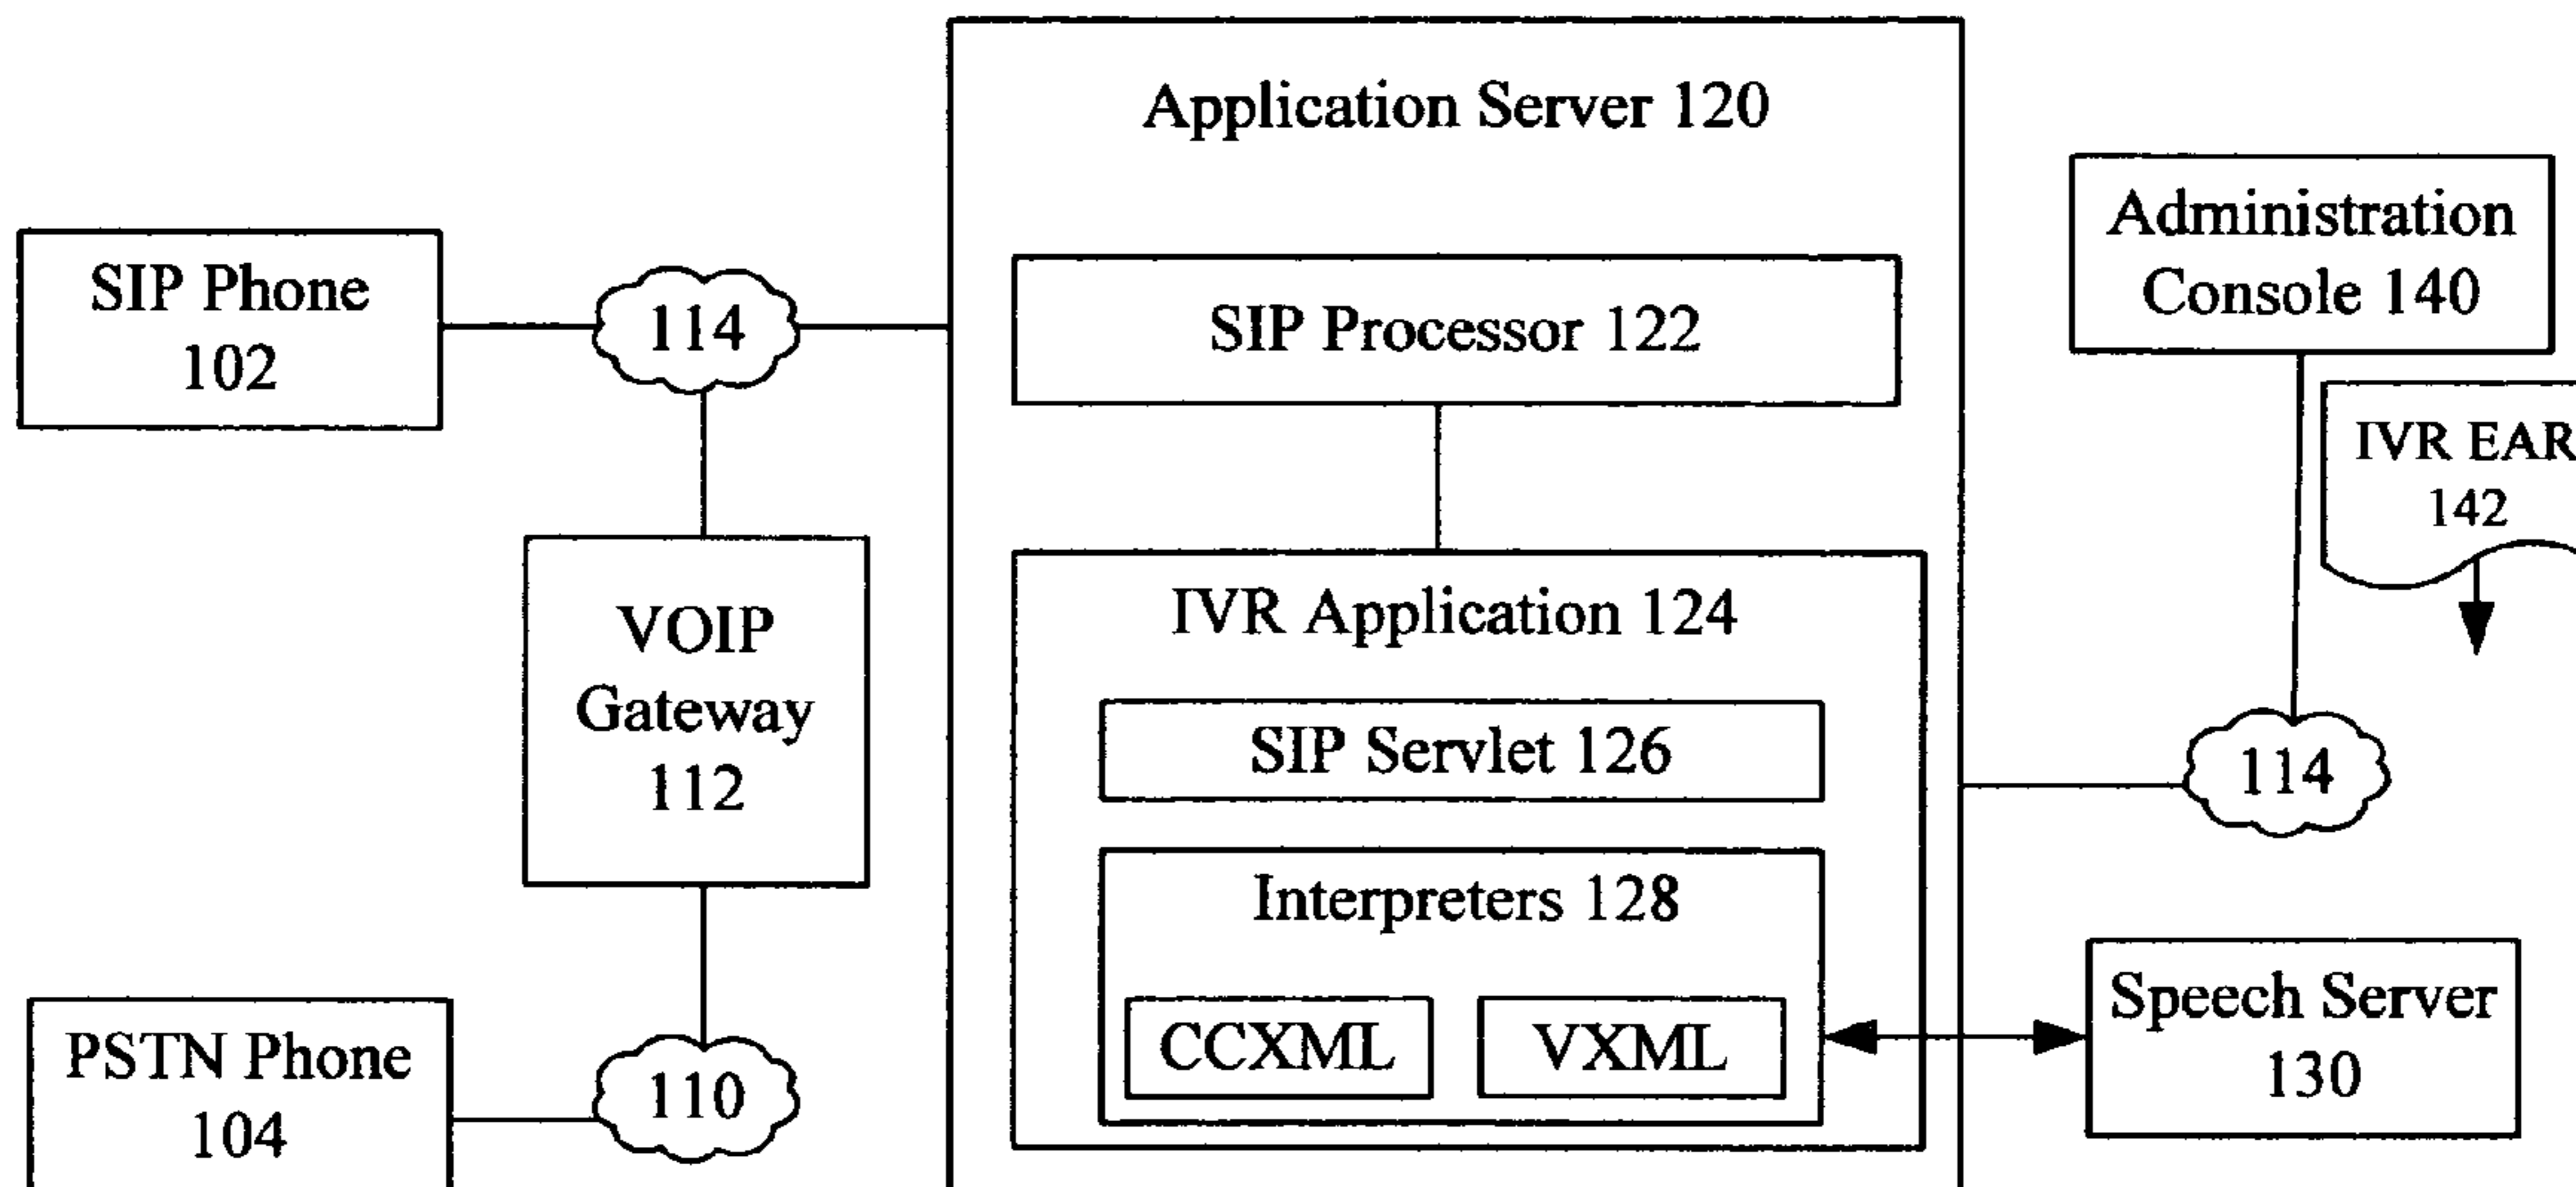 Application Server 120
SIP Phone
102
114
VOIP
Gateway
112
PSTN Phone
104
110
SIP Processor 122
IVR Application 124
SIP Servlet 126
Interpreters 128
CCXML
VXML
Administration
Console 140
IVR EAR
142
114
Speech Server
130